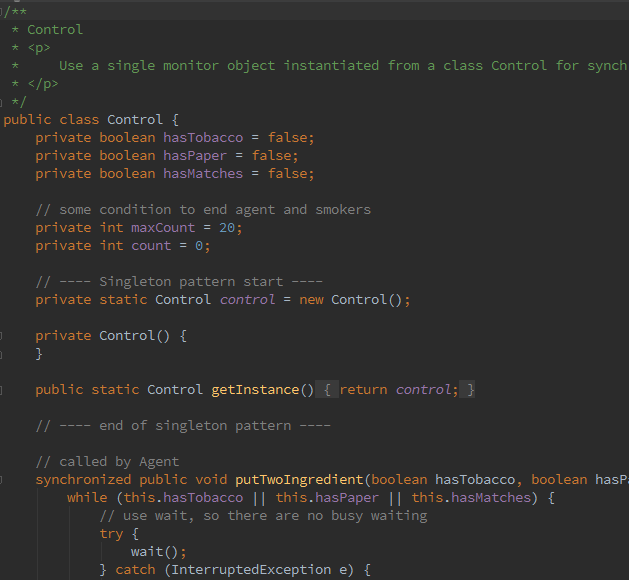 /**
 * Control
 * <p>
 *     Use a single monitor object instantiated from a class Control for synch
 * </p>
 */
public class Control {
    private boolean hasTobacco = false;
    private boolean hasPaper = false;
    private boolean hasMatches = false;

    // some condition to end agent and smokers
    private int maxCount = 20;
    private int count = 0;

    // ---- Singleton pattern start ----
    private static Control control = new Control();

    private Control() {
    }

    public static Control getInstance() { return control; }

    // ---- end of singleton pattern ----

    // called by Agent
    synchronized public void putTwoIngredient(boolean hasTobacco, boolean hasPa
        while (this.hasTobacco || this.hasPaper || this.hasMatches) {
            // use wait, so there are no busy waiting
            try {
                wait();
            } catch (InterruptedException e) {